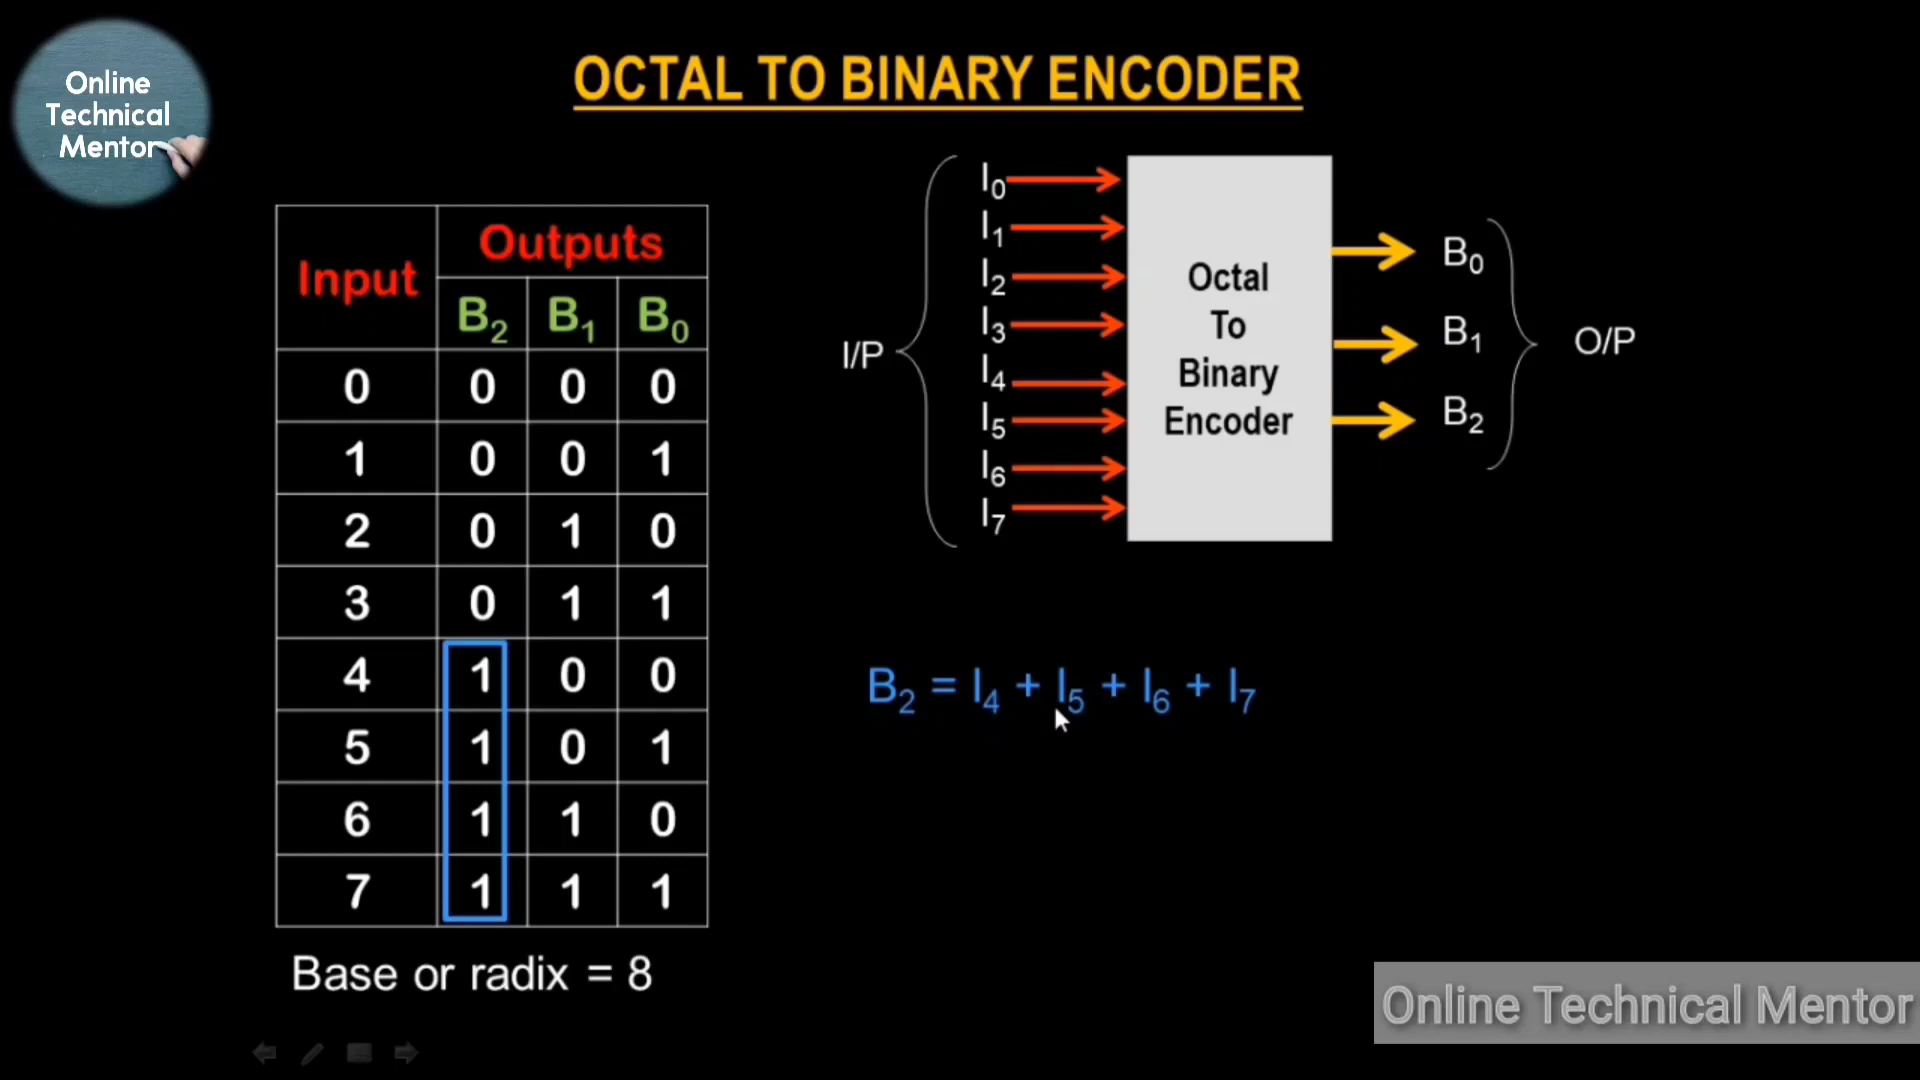 Online
Technical
Mentor
OCTAL TO BINARY ENCODER
Input Outputs
B₂ B₁ B₀
0 0 0 0
1 0 0 1
2 0 1 0
3 0 1 1
4 1 0 0
5 1 0 1
6 1 1 0
7 1 1 1
Base or radix = 8
I/P
I₀
I₁
I₂
I₃
I₄
I₅
I₆
I₇
Octal
To
Binary
Encoder
B₀
B₁
B₂
O/P
B₂ = I₄ + I₅ + I₆ + I₇
Online Technical Mentor